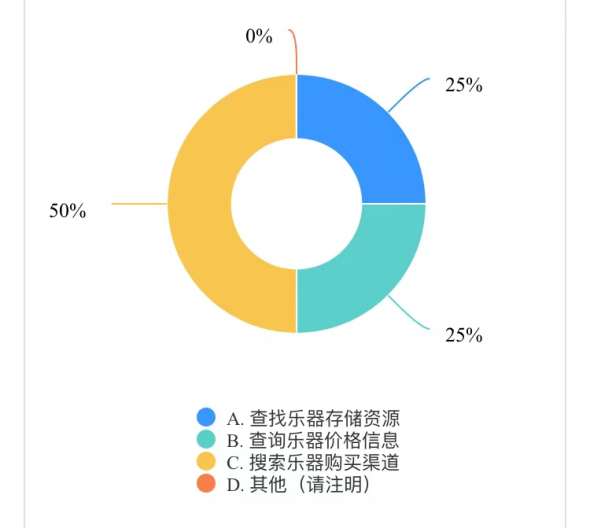 0%
25%
50%
25%
A. 查找乐器存储资源
B. 查询乐器价格信息
C. 搜索乐器购买渠道
D. 其他（请注明）